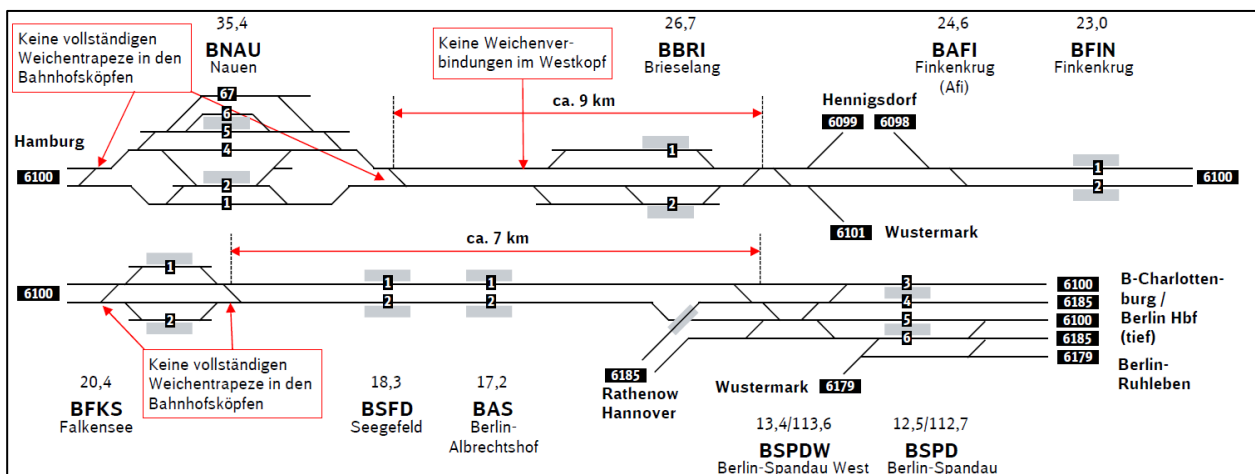 35,4
BNAU
Nauen
26,7
BBRI
Brieselang
24,6
BAFI
Finkenkrug
(Afi)
23,0
BFIN
Finkenkrug
Keine vollständigen
Weichentrapeze in den
Bahnhofsköpfen
Keine Weichenver-
bindungen im Westkopf
ca. 9 km
Hennigsdorf
6099
6098
67
6
5
4
2
1
Hamburg
6100
1
2
1
2
6100
6101
Wustermark
ca. 7 km
6100
1
2
1
2
1
2
3
4
5
6
6100
6185
6100
6185
6179
B-Charlotten-
burg /
Berlin Hbf
(tief)
Berlin-
Ruhleben
Keine vollständigen
Weichentrapeze in den
Bahnhofsköpfen
6185
Rathenow
Hannover
Wustermark
6179
20,4
BFKS
Falkensee
18,3
BSFD
Seegefeld
17,2
BAS
Berlin-
Albrechtshof
13,4/113,6
BSPDW
Berlin-Spandau West
12,5/112,7
BSPD
Berlin-Spandau